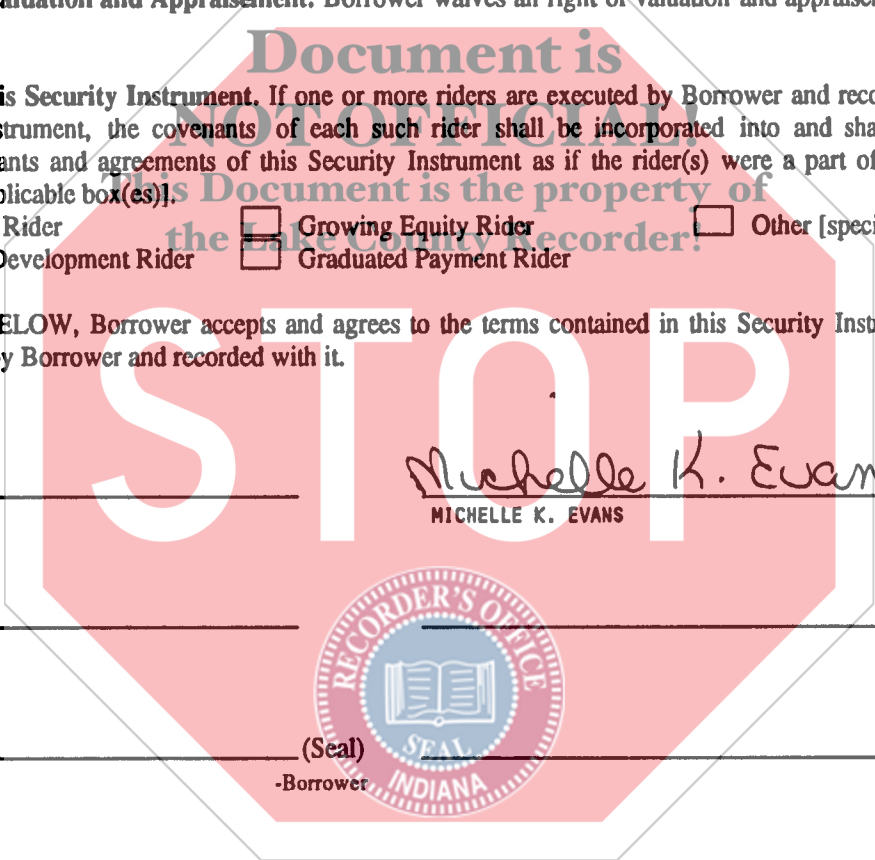 Valuation and Appraisement. Borrower waives all right of valuation and appraisement
Document is
is Security Instrument. If one or more riders are executed by Borrower and reco
NOT OFFICIAL!
strument, the covenants of each such rider shall be incorporated into and sha
ants and agreements of this Security Instrument as if the rider(s) were a part of
plicable box(es)].
This Document is the property of
Rider Growing Equity Rider Other [speci
the Lake County Recorder!
Development Rider Graduated Payment Rider
ELOW, Borrower accepts and agrees to the terms contained in this Security Inst
y Borrower and recorded with it.
STOP
Michelle K. Evan
MICHELLE K. EVANS
RECORDER'S OFFICE
(Seal)
SEAL
-Borrower
INDIANA